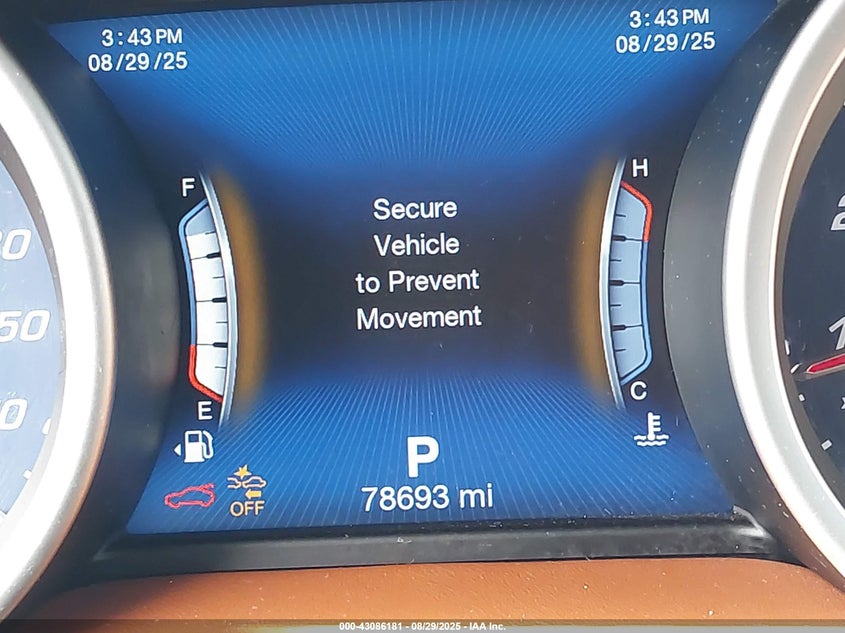 3:43 PM
08/29/25
3:43 PM
08/29/25
F
H
Secure
Vehicle
to Prevent
Movement
E
C
P
OFF
78693 mi
000-43086181 - 08/29/2025 - IAA Inc.